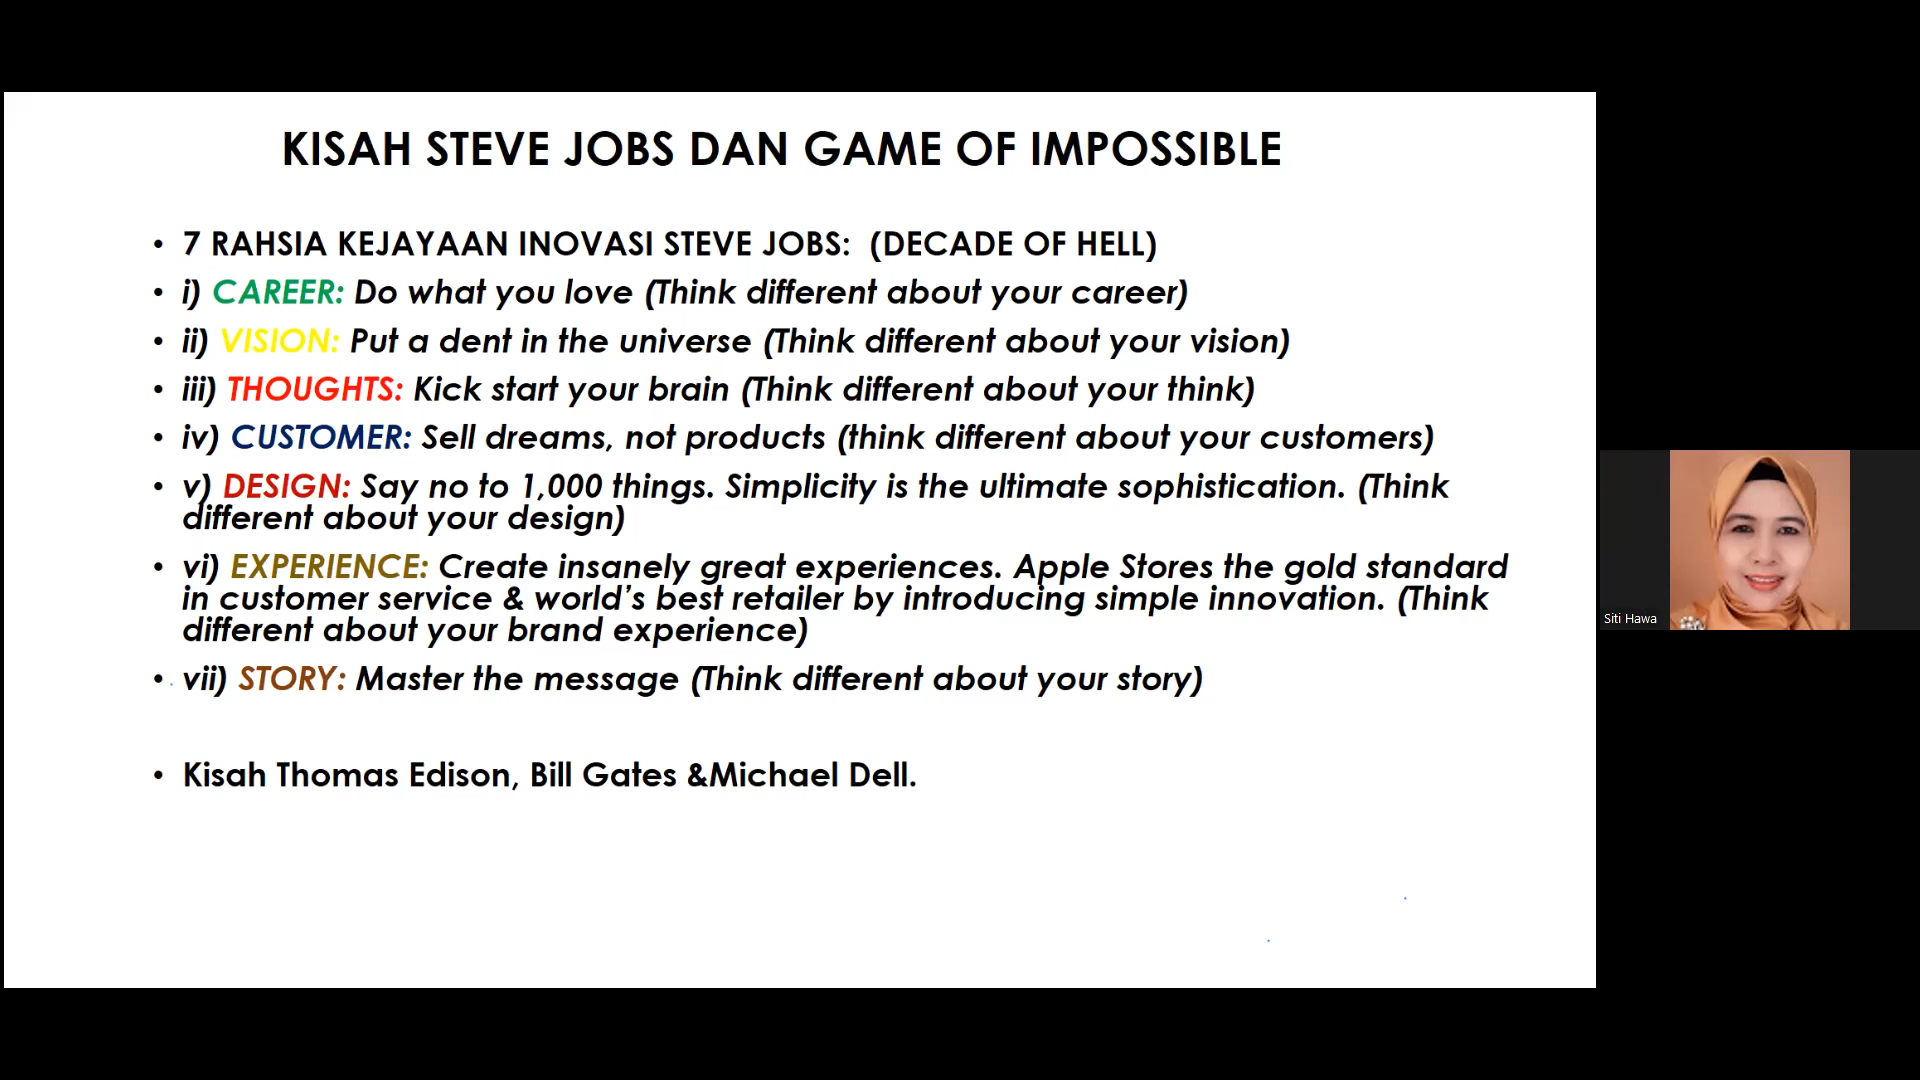 KISAH STEVE JOBS DAN GAME OF IMPOSSIBLE
• 7 RAHSIA KEJAYAAN INOVASI STEVE JOBS: (DECADE OF HELL)
• i) CAREER: Do what you love (Think different about your career)
• ii) VISION: Put a dent in the universe (Think different about your vision)
• iii) THOUGHTS: Kick start your brain (Think different about your think)
• iv) CUSTOMER: Sell dreams, not products (think different about your customers)
• v) DESIGN: Say no to 1,000 things. Simplicity is the ultimate sophistication. (Think
different about your design)
• vi) EXPERIENCE: Create insanely great experiences. Apple Stores the gold standard
in customer service & world’s best retailer by introducing simple innovation. (Think
different about your brand experience)
• vii) STORY: Master the message (Think different about your story)
• Kisah Thomas Edison, Bill Gates &Michael Dell.
Siti Hawa